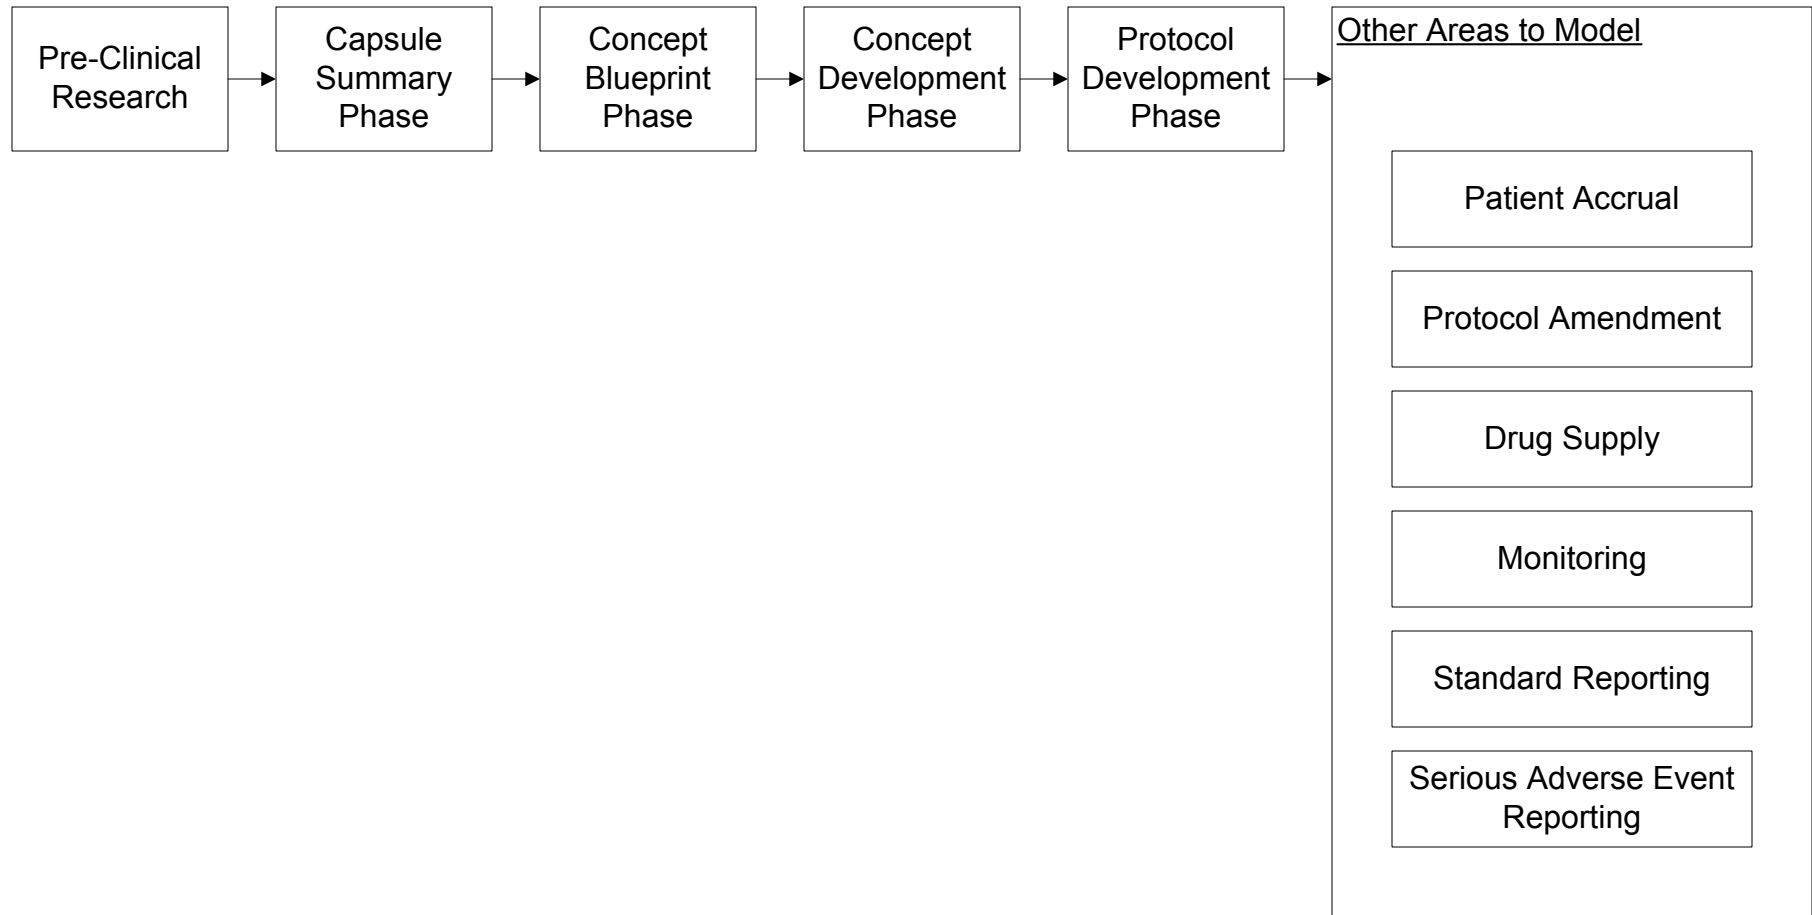 Pre-Clinical
Research
Capsule
Summary
Phase
Concept
Blueprint
Phase
Concept
Development
Phase
Protocol
Development
Phase
Other Areas to Model
Patient Accrual
Protocol Amendment
Drug Supply
Monitoring
Standard Reporting
Serious Adverse Event
Reporting